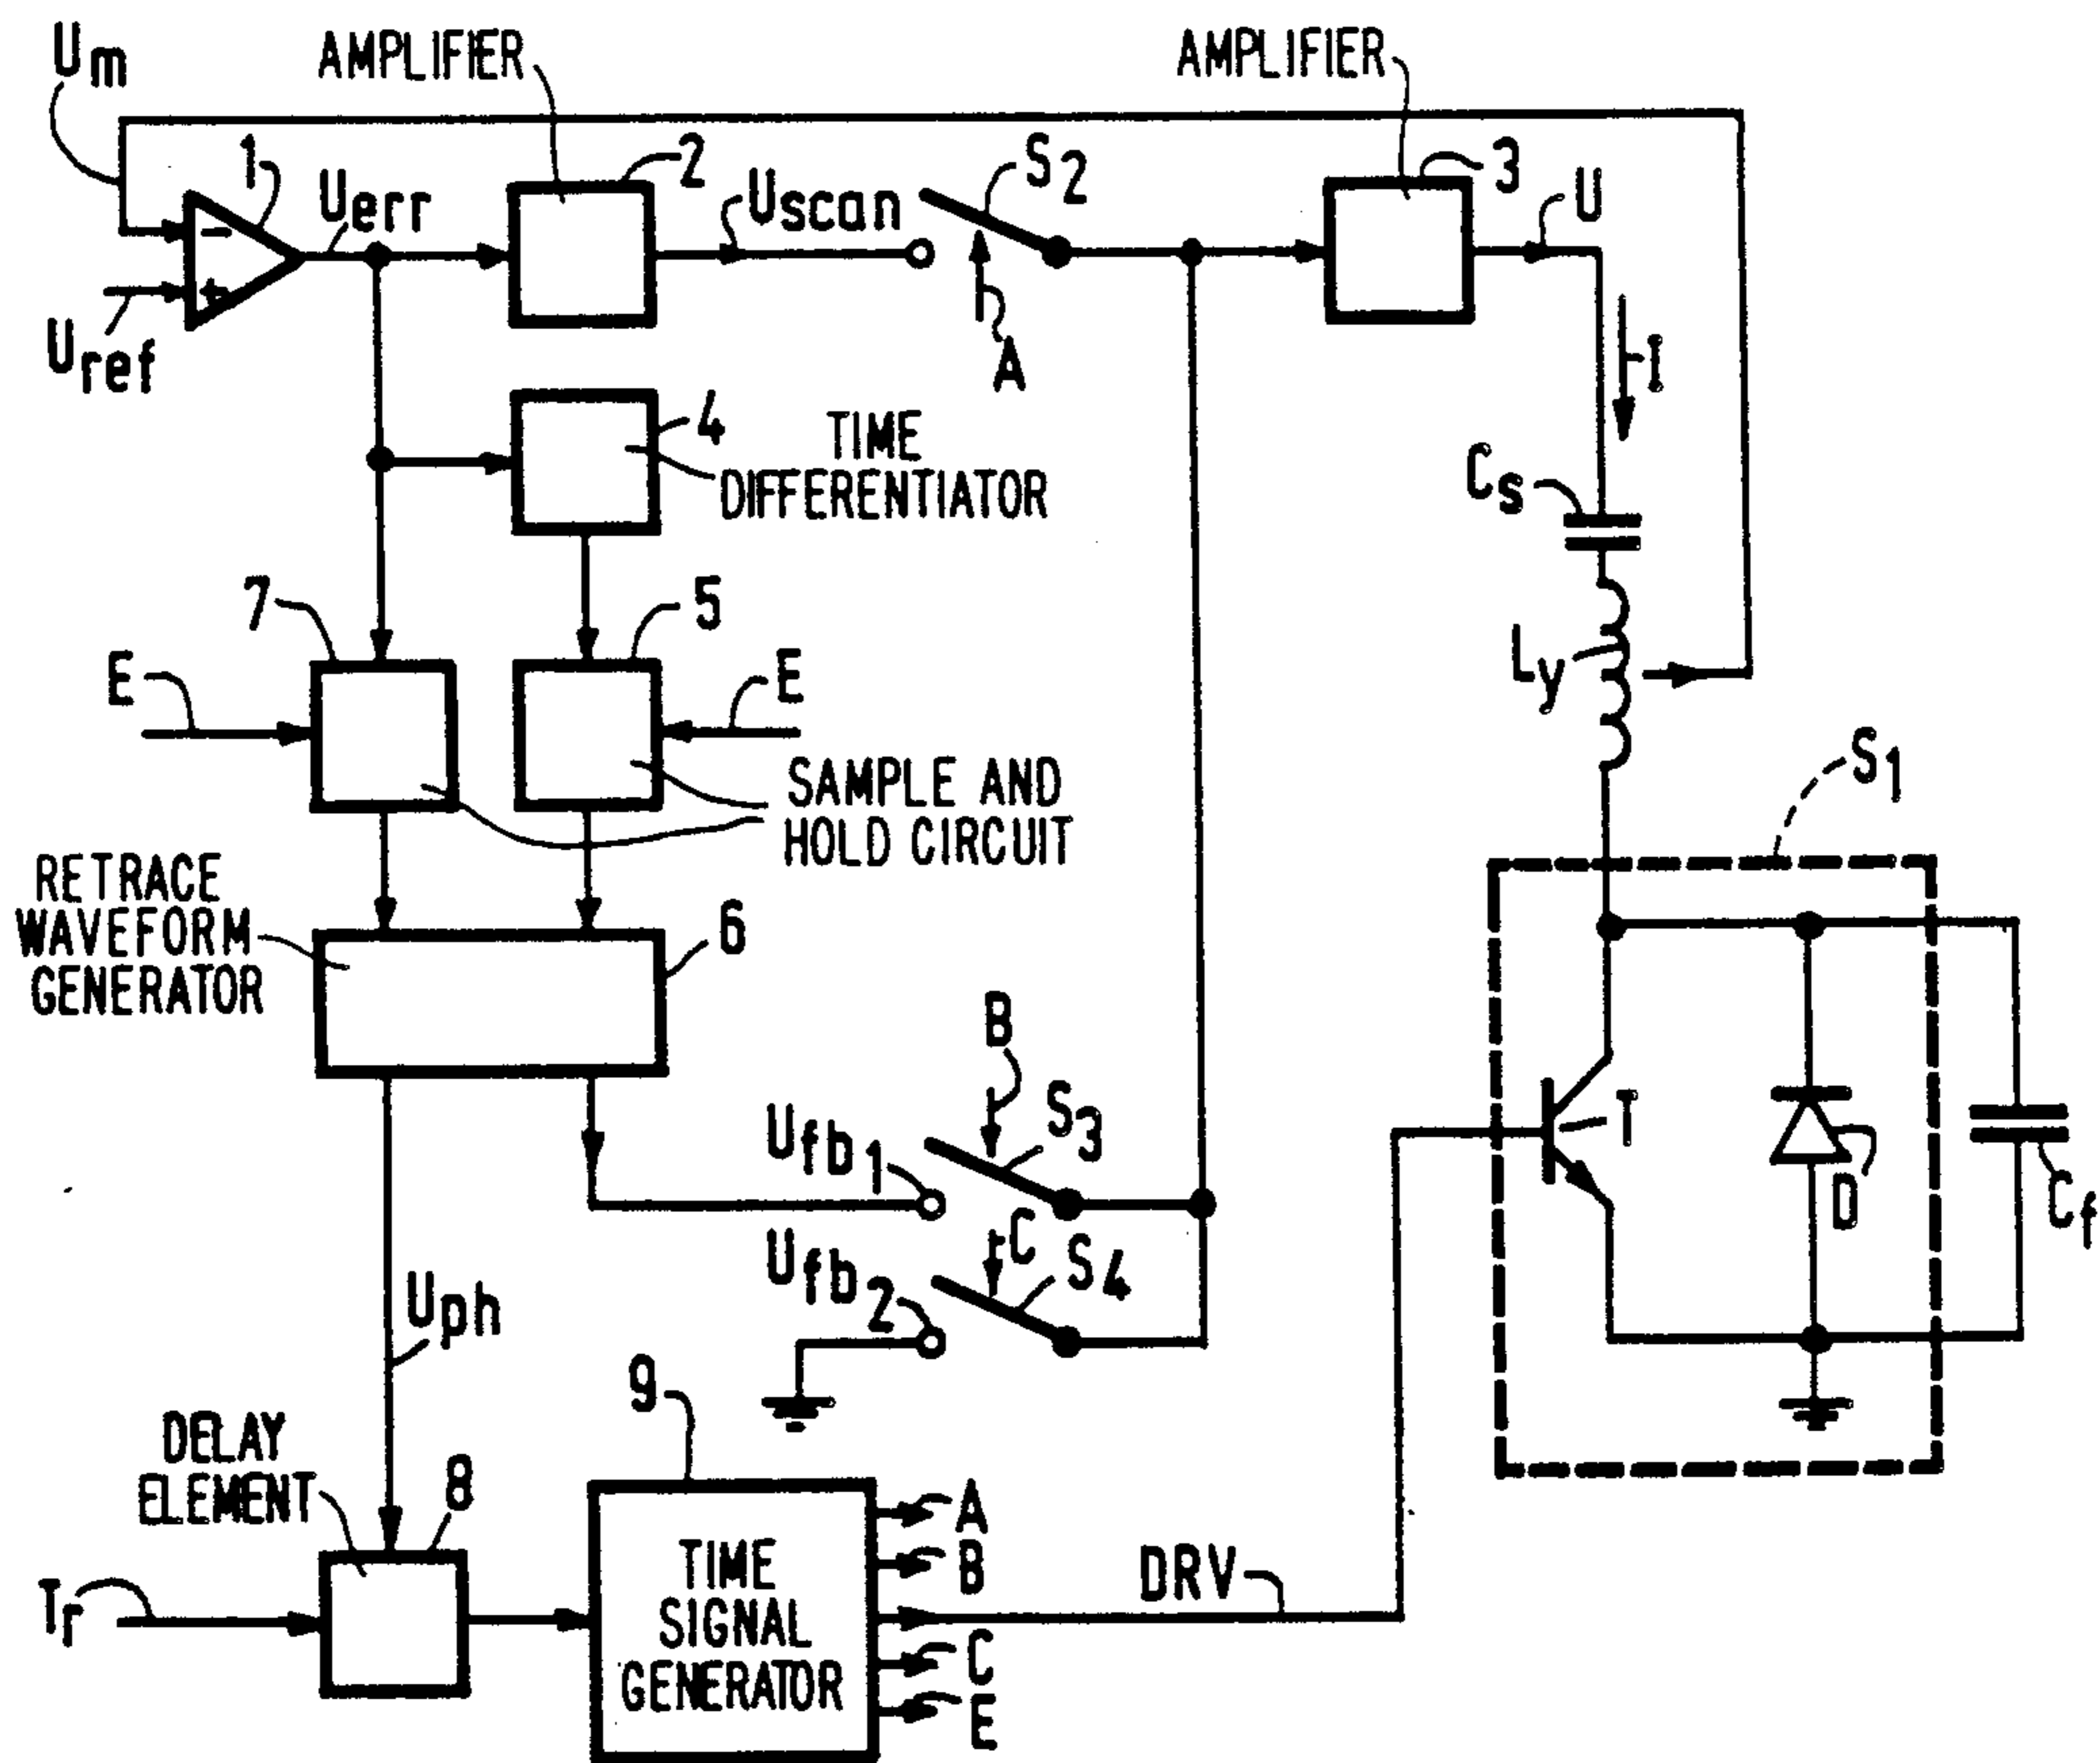 Um
AMPLIFIER
AMPLIFIER
1
Uerr
2
Uscan
S2
3
U
Uref
A
I
4
TIME
DIFFERENTIATOR
Cs
7
5
E
E
Ly
SAMPLE AND
HOLD CIRCUIT
S1
RETRACE
WAVEFORM
GENERATOR
6
B
Ufb1
S3
T
D
Cf
C
Ufb2
S4
Uph
9
DELAY
ELEMENT
8
A
B
TIME
SIGNAL
GENERATOR
DRV
Tr
C
E
-
+